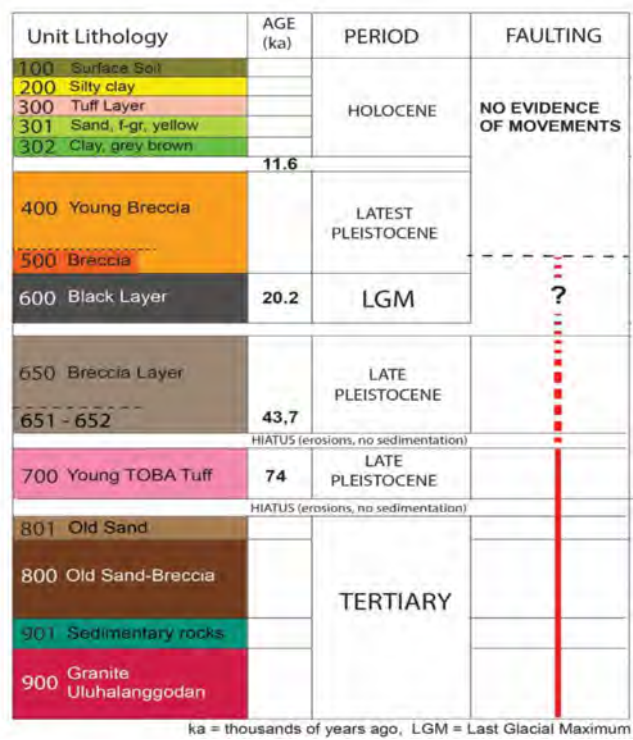 Unit Lithology
AGE
(ka)
PERIOD
FAULTING
100 Surface Soil
200 Silty clay
300 Tuff Layer
301 Sand, f-gr, yellow
302 Clay, grey brown
HOLOCENE
NO EVIDENCE
OF MOVEMENTS
11.6
400 Young Breccia
LATEST
PLEISTOCENE
500 Breccia
600 Black Layer
20.2
LGM
?
650 Breccia Layer
LATE
PLEISTOCENE
651 - 652
43,7
HIATUS (erosions, no sedimentation)
700 Young TOBA Tuff
74
LATE
PLEISTOCENE
HIATUS (erosions, no sedimentation)
801 Old Sand
800 Old Sand-Breccia
TERTIARY
901 Sedimentary rocks
900 Granite
Uluhalanggodan
ka = thousands of years ago, LGM = Last Glacial Maximum